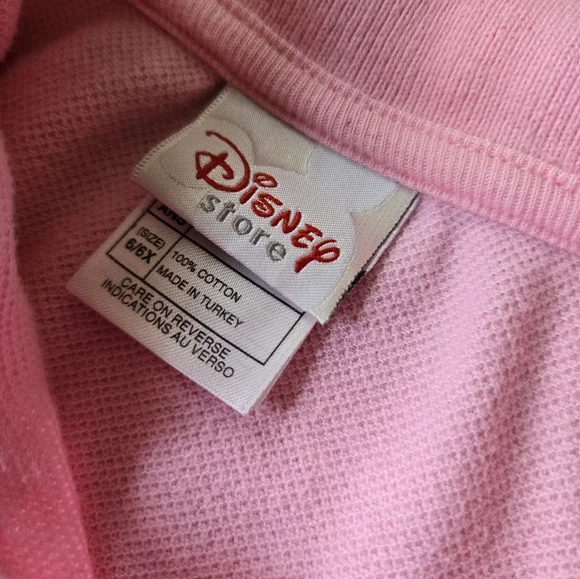 Disney
store
(SIZE)
6/6X
100% COTTON
MADE IN TURKEY
CARE ON REVERSE
INDICATIONS AU VERSO